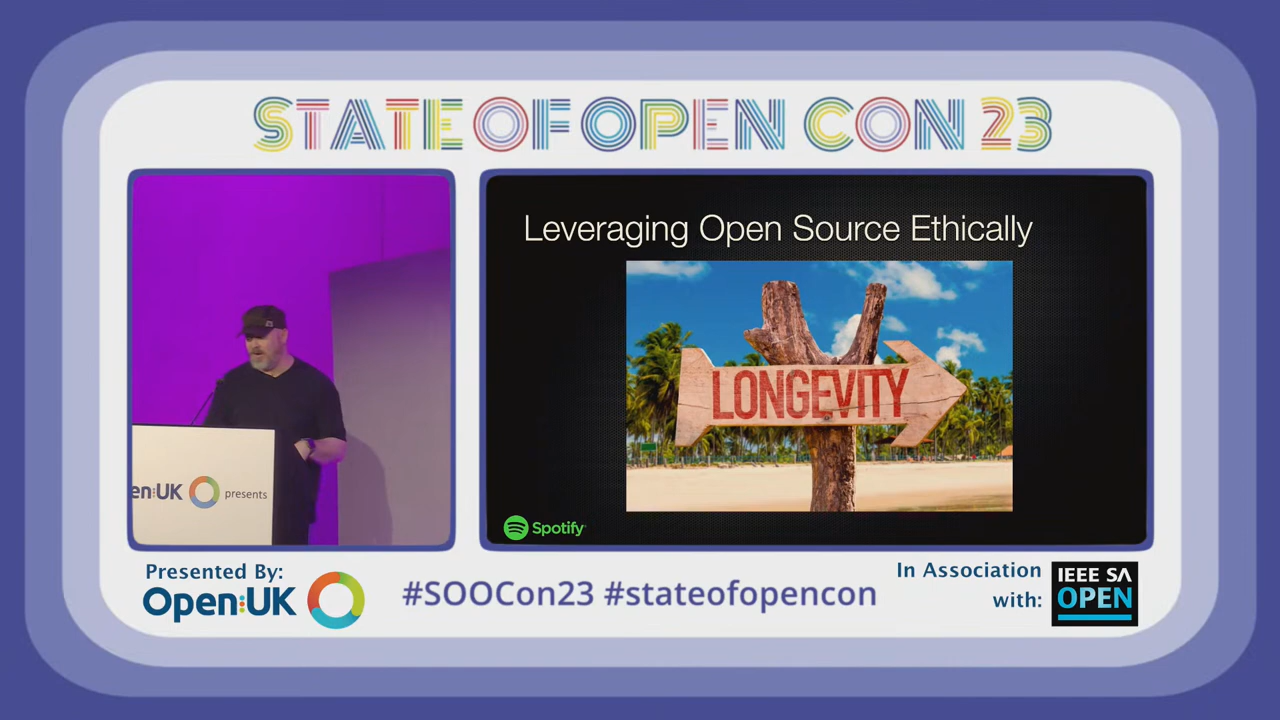 STATE OF OPEN CON 23
Leveraging Open Source Ethically
LONGEVITY
Spotify
en:UK presents
Presented By:
Open:UK
#SOOCon23 #stateofopencon
In Association
with:
IEEE SA
OPEN